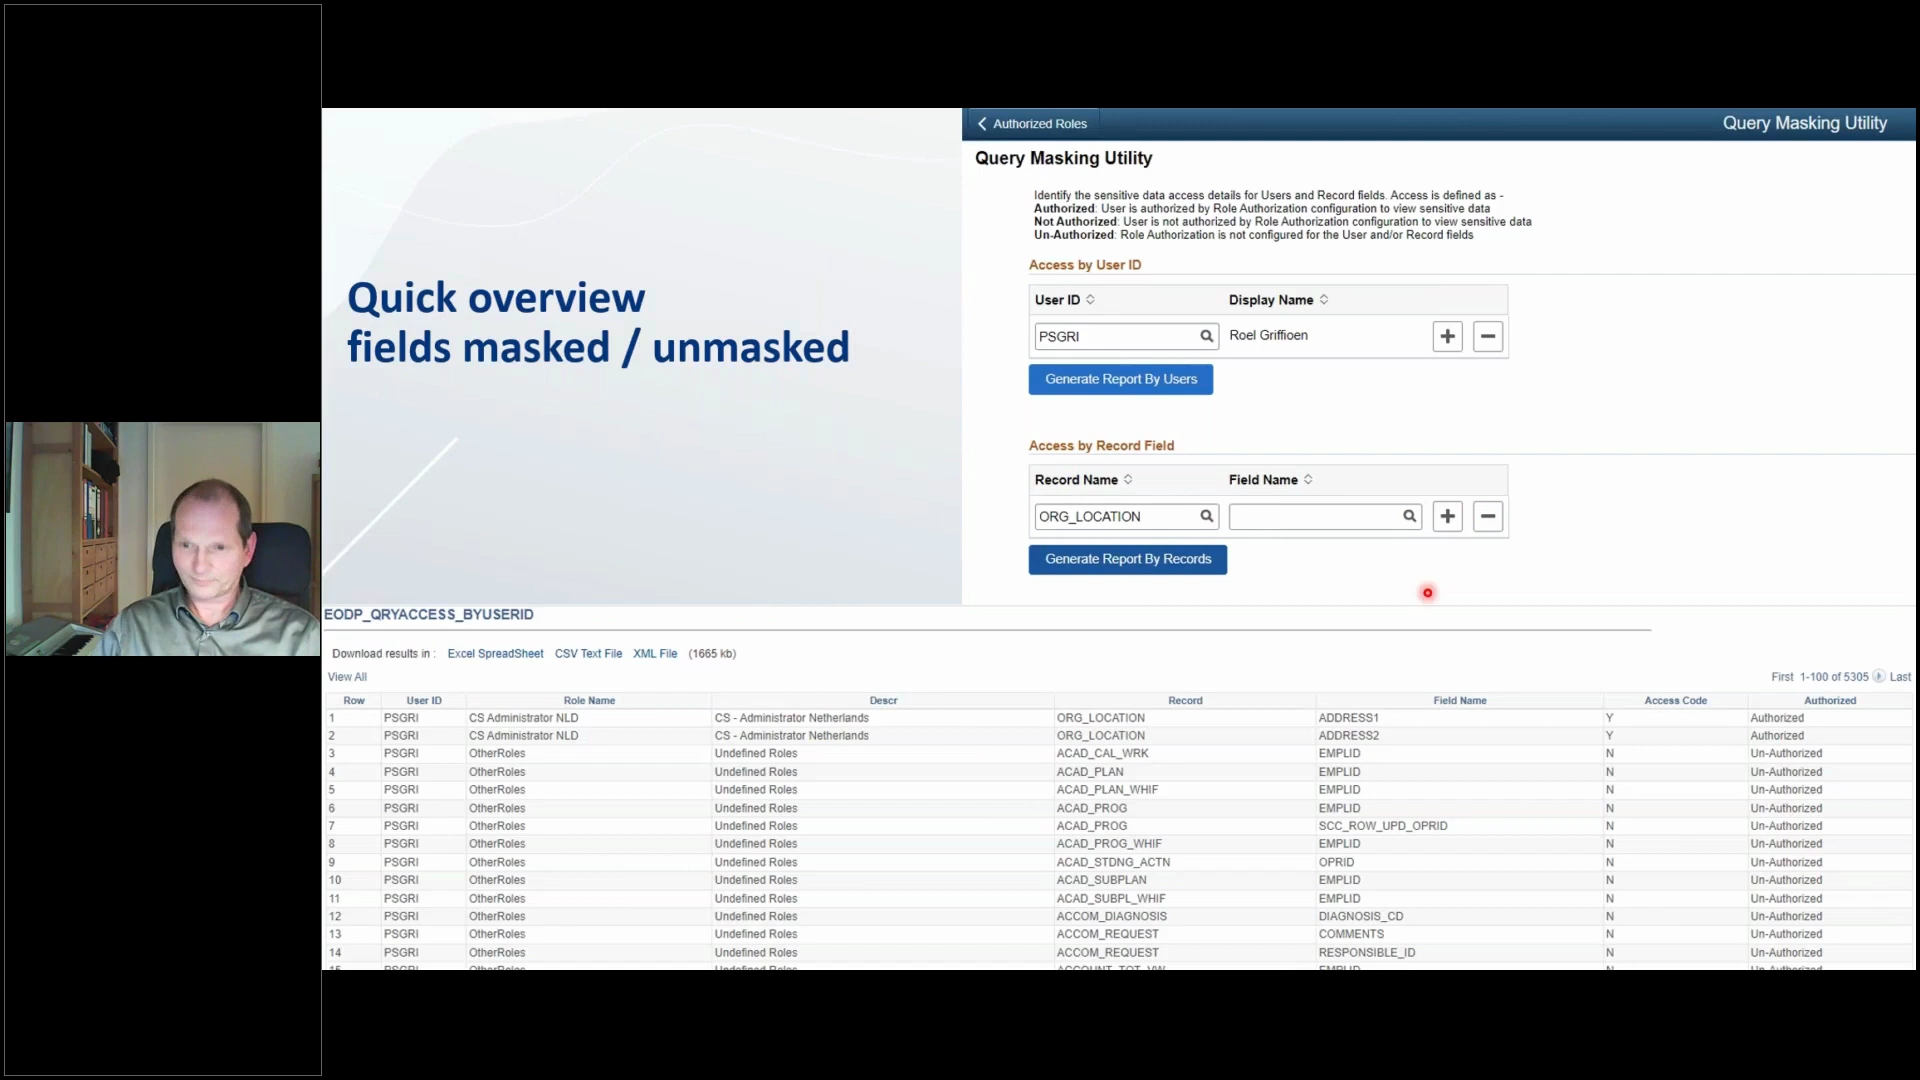 Quick overview
fields masked / unmasked
Authorized Roles
Query Masking Utility
Query Masking Utility
Identify the sensitive data access details for Users and Record fields. Access is defined as -
Authorized: User is authorized by Role Authorization configuration to view sensitive data
Not Authorized: User is not authorized by Role Authorization configuration to view sensitive data
Un-Authorized: Role Authorization is not configured for the User and/or Record fields
Access by User ID
User ID Display Name
PSGRI Roel Griffioen
Generate Report By Users
Access by Record Field
Record Name Field Name
ORG_LOCATION
Generate Report By Records
EODP_QRYACCESS_BYUSERID
Download results in : Excel SpreadSheet CSV Text File XML File (1665 kb)
View All First 1-100 of 5305 Last
Row User ID Role Name Descr Record Field Name Access Code Authorized
1 PSGRI CS Administrator NLD CS - Administrator Netherlands ORG_LOCATION ADDRESS1 Y Authorized
2 PSGRI CS Administrator NLD CS - Administrator Netherlands ORG_LOCATION ADDRESS2 Y Authorized
3 PSGRI OtherRoles Undefined Roles ACAD_CAL_WRK EMPLID N Un-Authorized
4 PSGRI OtherRoles Undefined Roles ACAD_PLAN EMPLID N Un-Authorized
5 PSGRI OtherRoles Undefined Roles ACAD_PLAN_WHIF EMPLID N Un-Authorized
6 PSGRI OtherRoles Undefined Roles ACAD_PROG EMPLID N Un-Authorized
7 PSGRI OtherRoles Undefined Roles ACAD_PROG SCC_ROW_UPD_OPRID N Un-Authorized
8 PSGRI OtherRoles Undefined Roles ACAD_PROG_WHIF EMPLID N Un-Authorized
9 PSGRI OtherRoles Undefined Roles ACAD_STDNG_ACTN OPRID N Un-Authorized
10 PSGRI OtherRoles Undefined Roles ACAD_SUBPLAN EMPLID N Un-Authorized
11 PSGRI OtherRoles Undefined Roles ACAD_SUBPL_WHIF EMPLID N Un-Authorized
12 PSGRI OtherRoles Undefined Roles ACCOM_DIAGNOSIS DIAGNOSIS_CD N Un-Authorized
13 PSGRI OtherRoles Undefined Roles ACCOM_REQUEST COMMENTS N Un-Authorized
14 PSGRI OtherRoles Undefined Roles ACCOM_REQUEST RESPONSIBLE_ID N Un-Authorized